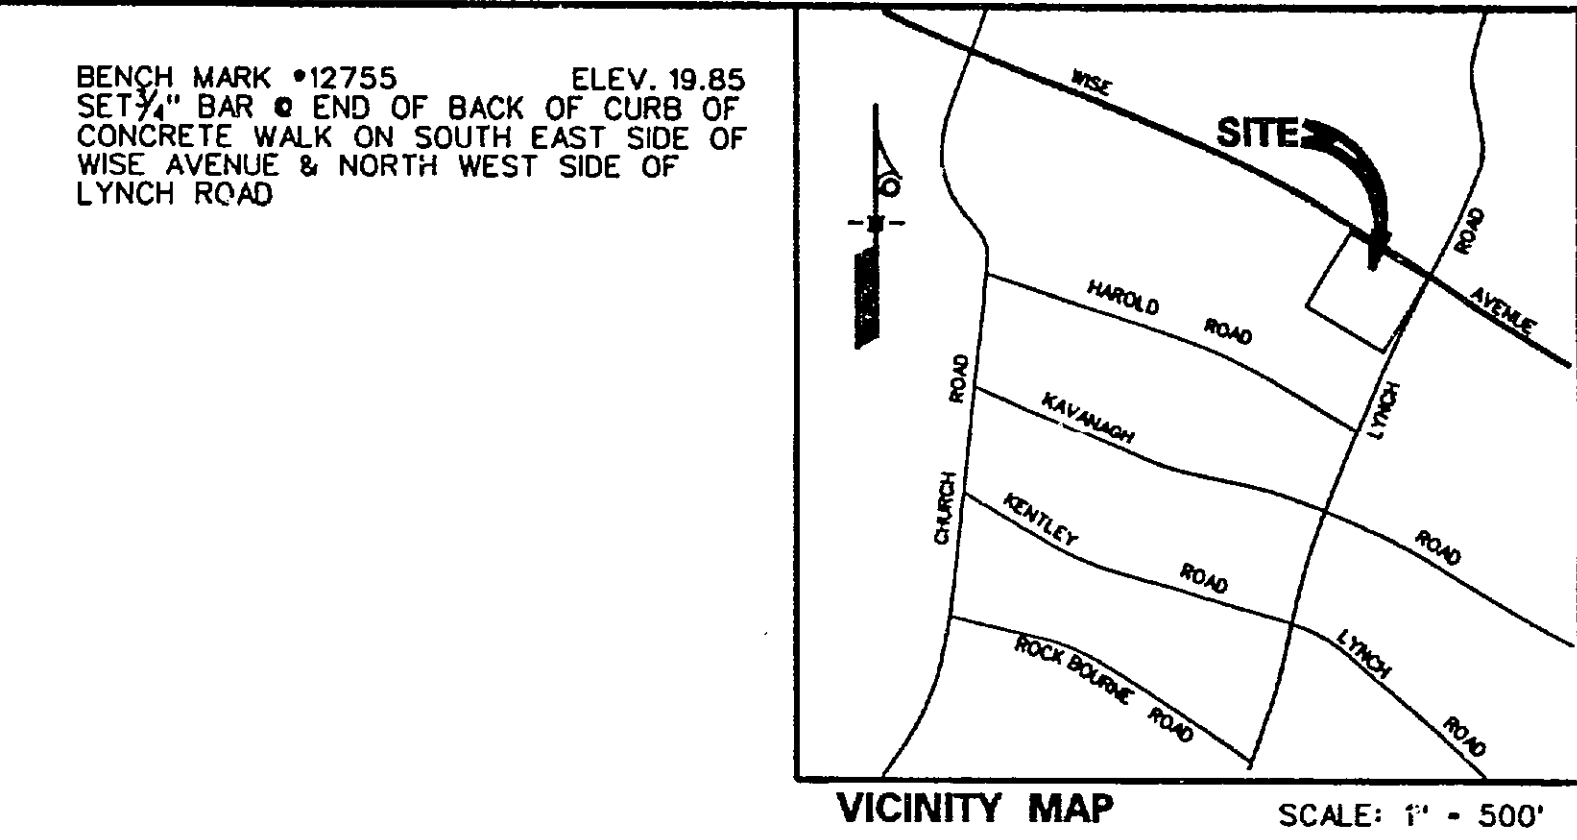 BENCH MARK •12755 ELEV. 19.85
SET 3/4" BAR @ END OF BACK OF CURB OF
CONCRETE WALK ON SOUTH EAST SIDE OF
WISE AVENUE & NORTH WEST SIDE OF
LYNCH ROAD
WISE
SITE
ROAD
AVENUE
HAROLD ROAD
ROAD
LYNCH
KAVANAGH
CHURCH
KENTLEY
ROAD
ROAD
LYNCH
ROCK BOURNE ROAD
ROAD
VICINITY MAP SCALE: 1" - 500'